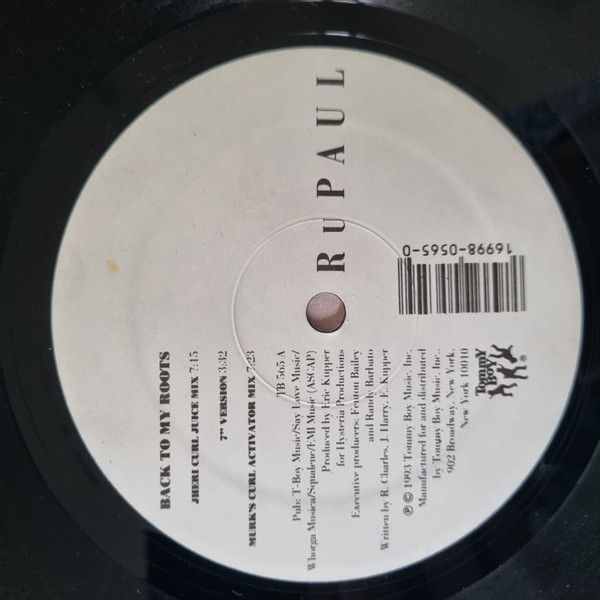 RUPAUL
BACK TO MY ROOTS
JHERI CURL JUICE MIX 7:15
7" VERSION 3:32
MURK'S CURL ACTIVATOR MIX 7:23
TB 565 A
Pub: T-Boy Music/Say Love Music/
Whorga Musica/Squalene/EMI Music (ASCAP)
Produced by Eric Kupper
for Hysteria Productions
Executive producers: Fenton Bailey
and Randy Barbato
Written by R. Charles, J. Harry, E. Kupper
℗ © 1993 Tommy Boy Music, Inc.
Manufactured for and distributed
by Tommy Boy Music, Inc.,
902 Broadway, New York,
New York 10010
16998-0565-0
Tommy
Boy®